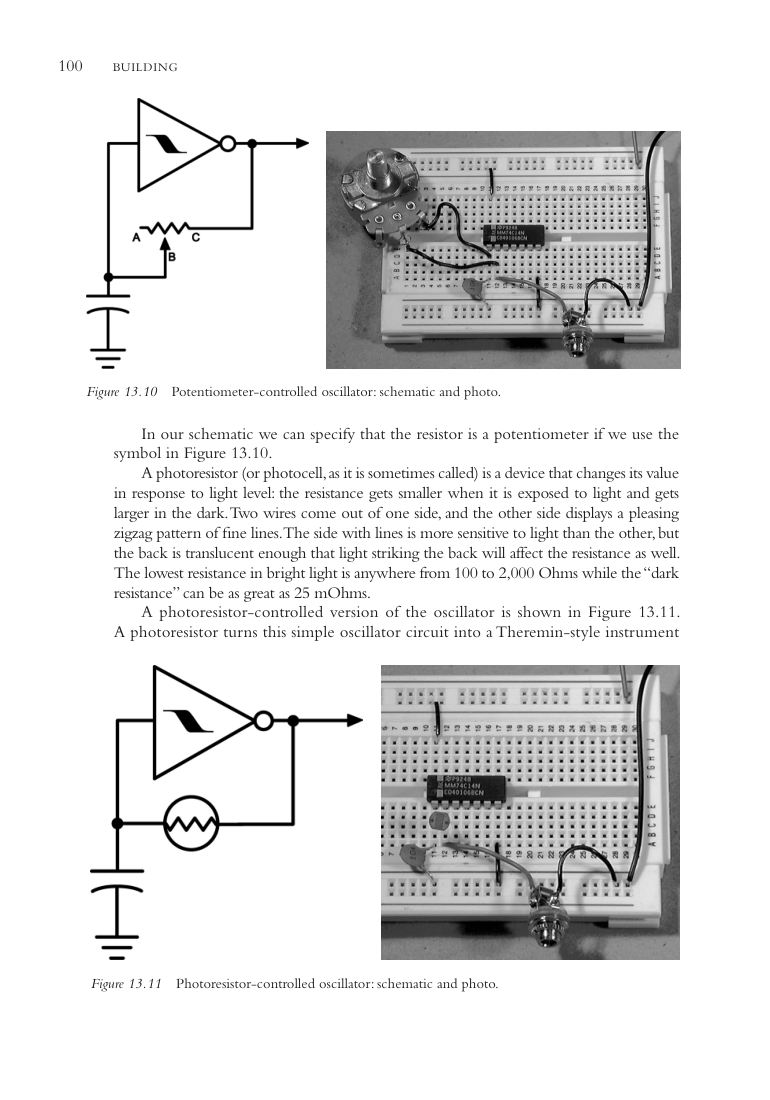 100 BUILDING
A
B
C
P9248
MM74C14N
Figure 13.10 Potentiometer-controlled oscillator: schematic and photo.
In our schematic we can specify that the resistor is a potentiometer if we use the
symbol in Figure 13.10.
A photoresistor (or photocell, as it is sometimes called) is a device that changes its value
in response to light level: the resistance gets smaller when it is exposed to light and gets
larger in the dark. Two wires come out of one side, and the other side displays a pleasing
zigzag pattern of fine lines. The side with lines is more sensitive to light than the other, but
the back is translucent enough that light striking the back will affect the resistance as well.
The lowest resistance in bright light is anywhere from 100 to 2,000 Ohms while the “dark
resistance” can be as great as 25 mOhms.
A photoresistor-controlled version of the oscillator is shown in Figure 13.11.
A photoresistor turns this simple oscillator circuit into a Theremin-style instrument
P9248
MM74C14N
Figure 13.11 Photoresistor-controlled oscillator: schematic and photo.